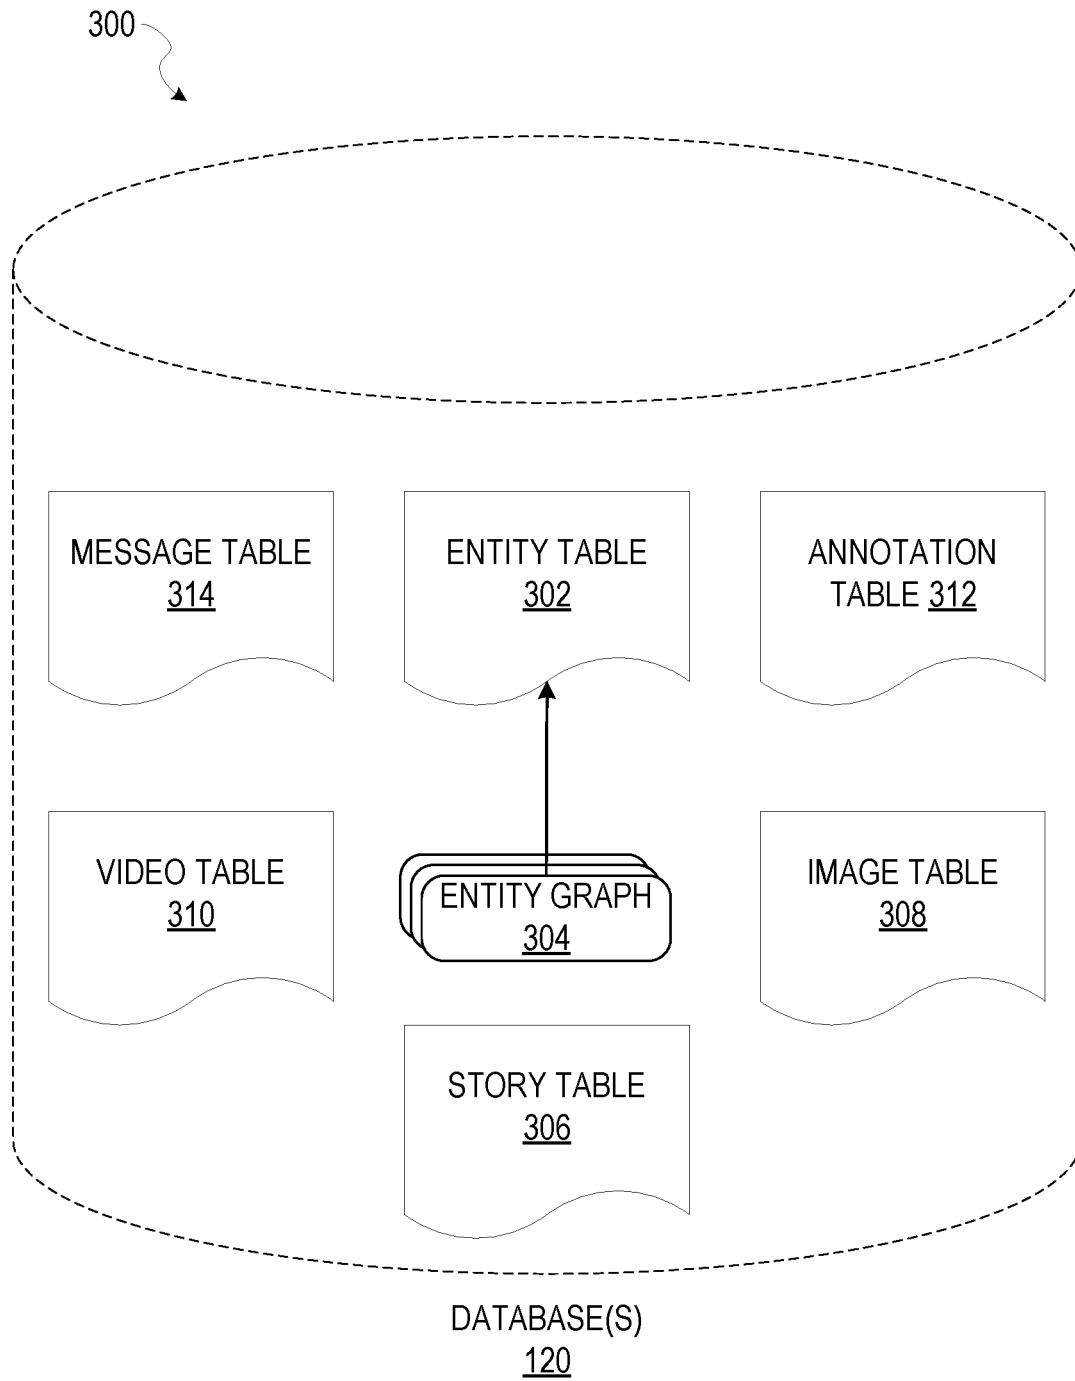 300
MESSAGE TABLE
314
ENTITY TABLE
302
ANNOTATION
TABLE 312
VIDEO TABLE
310
ENTITY GRAPH
304
IMAGE TABLE
308
STORY TABLE
306
DATABASE(S)
120